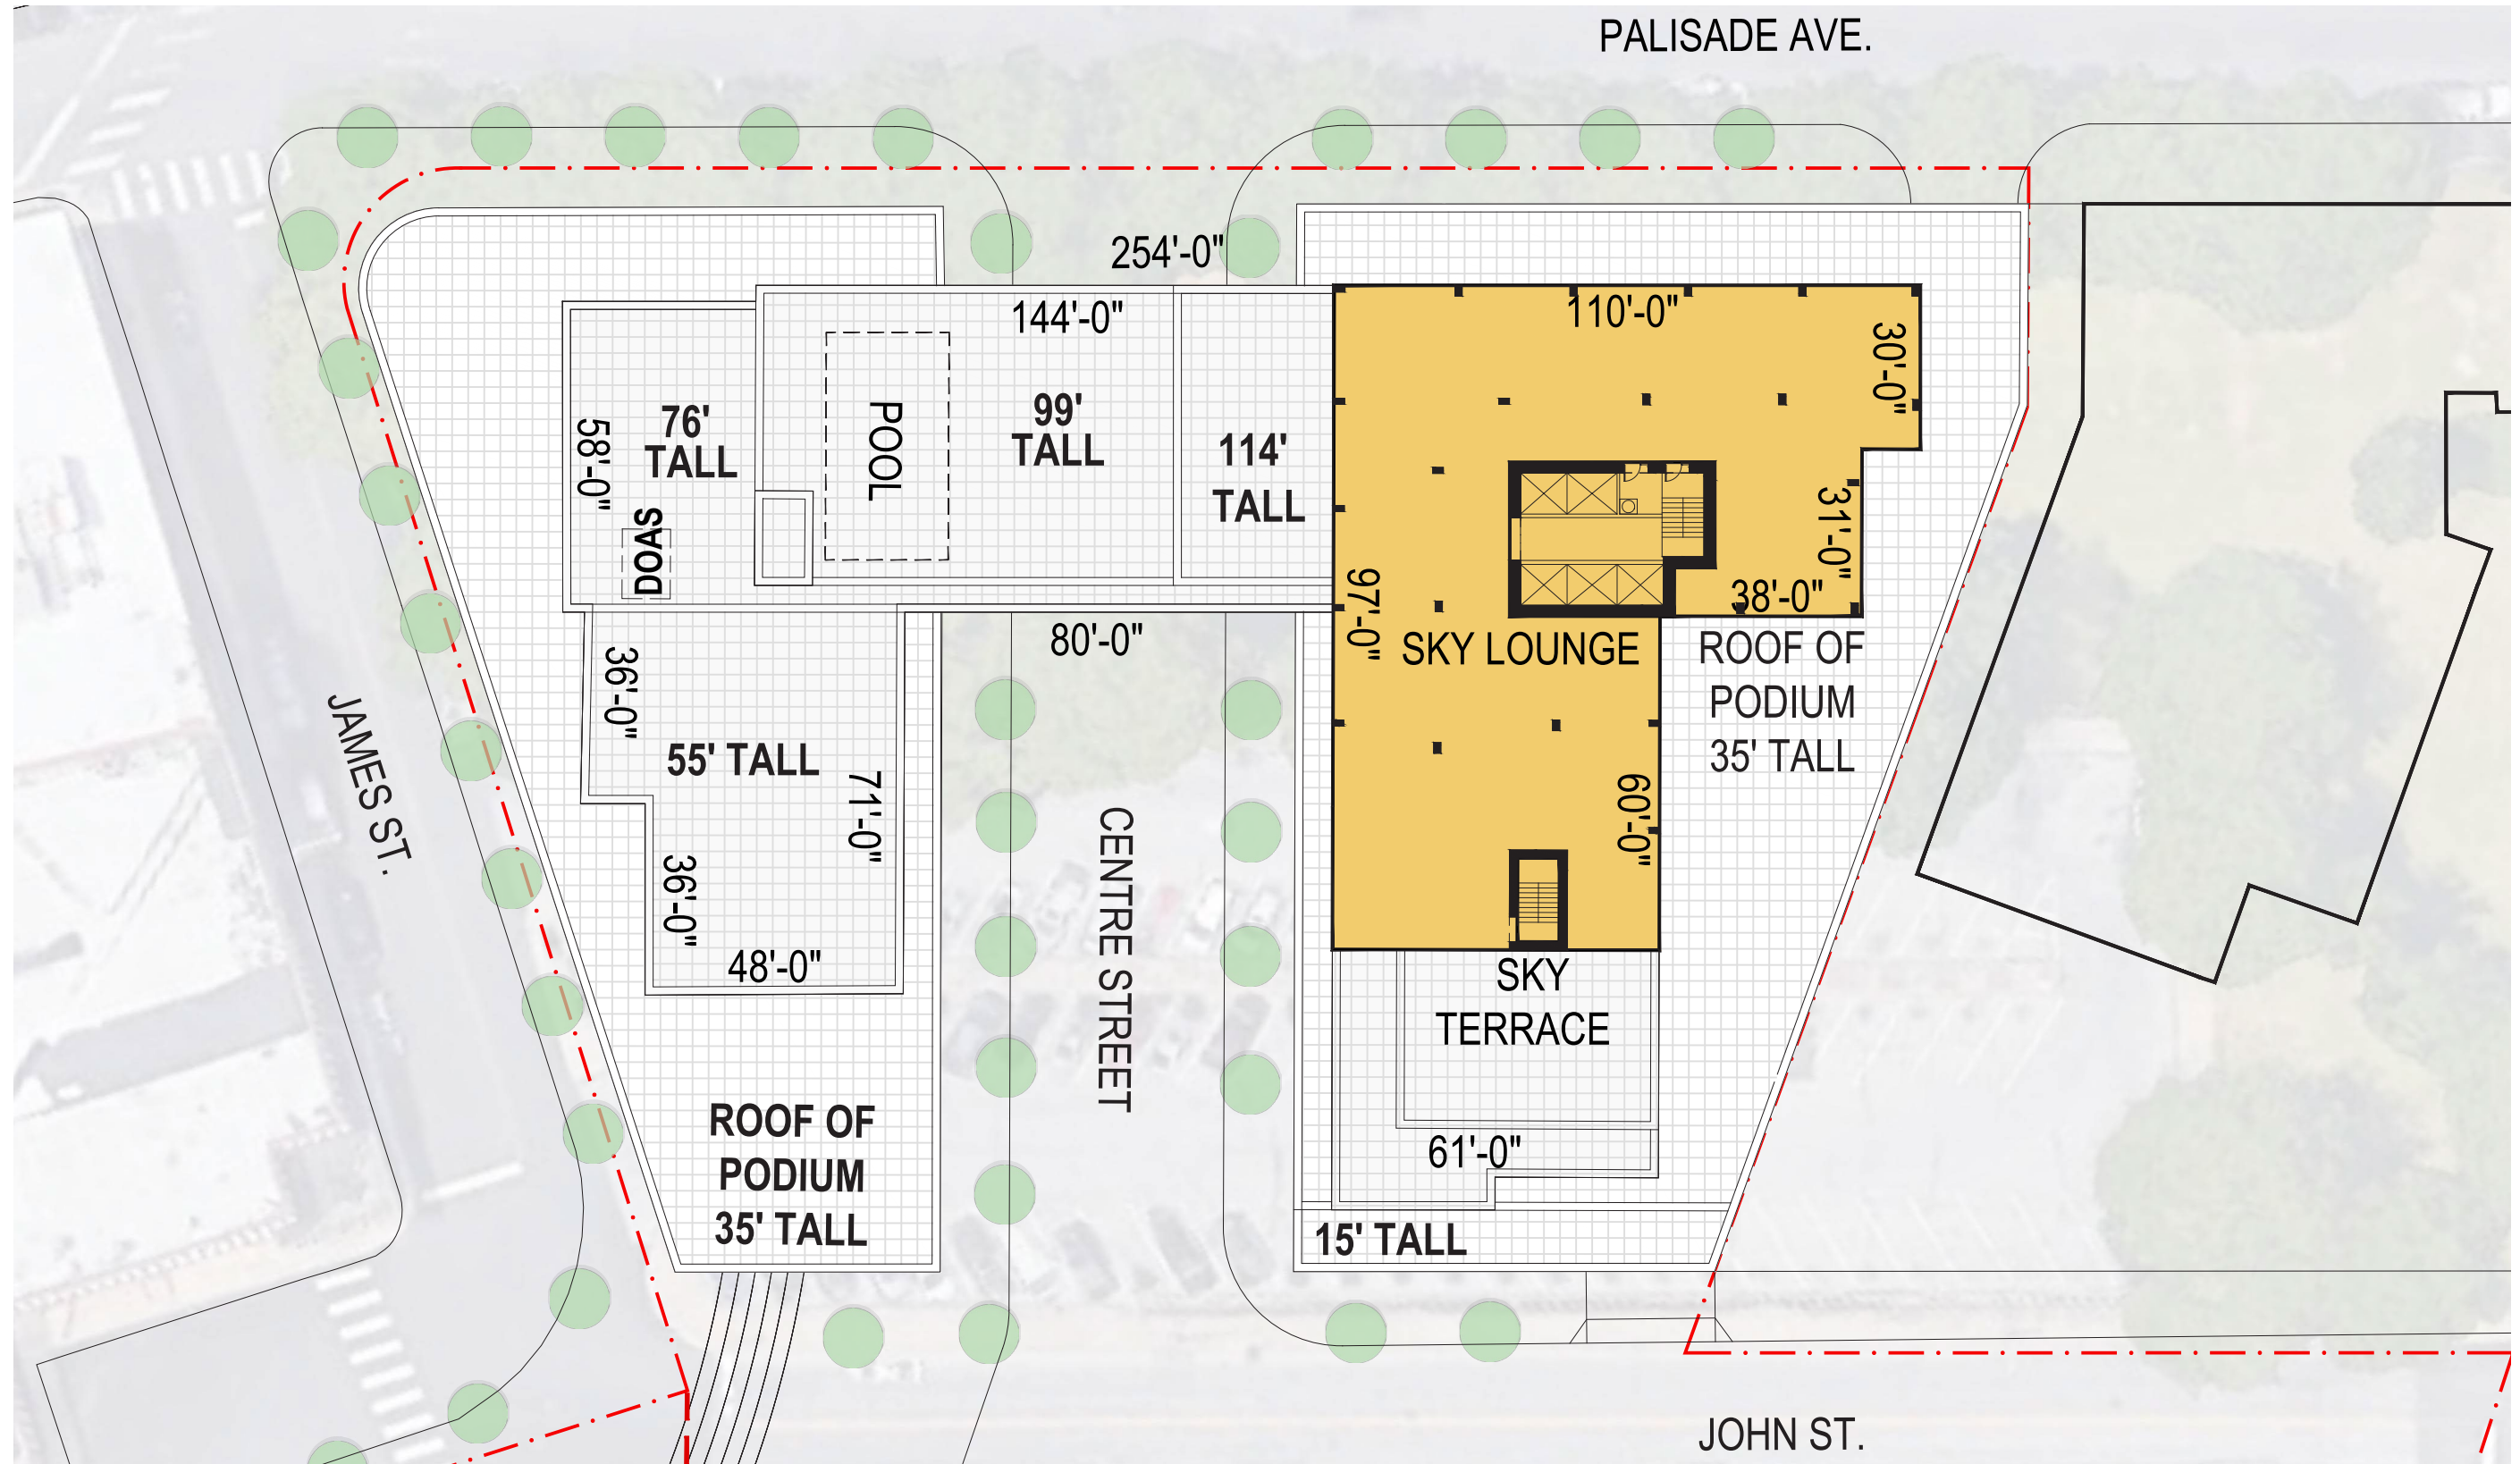 PALISADE AVE.
254'-0"
144'-0"
110'-0"
30'-0"
76'
TALL
58'-0"
DOAS
POOL
99'
TALL
114'
TALL
31'-0"
38'-0"
97'-0"
SKY LOUNGE
80'-0"
ROOF OF
PODIUM
35' TALL
36'-0"
55' TALL
71'-0"
36'-0"
48'-0"
JAMES ST.
CENTRE STREET
60'-0"
SKY
TERRACE
61'-0"
ROOF OF
PODIUM
35' TALL
15' TALL
JOHN ST.